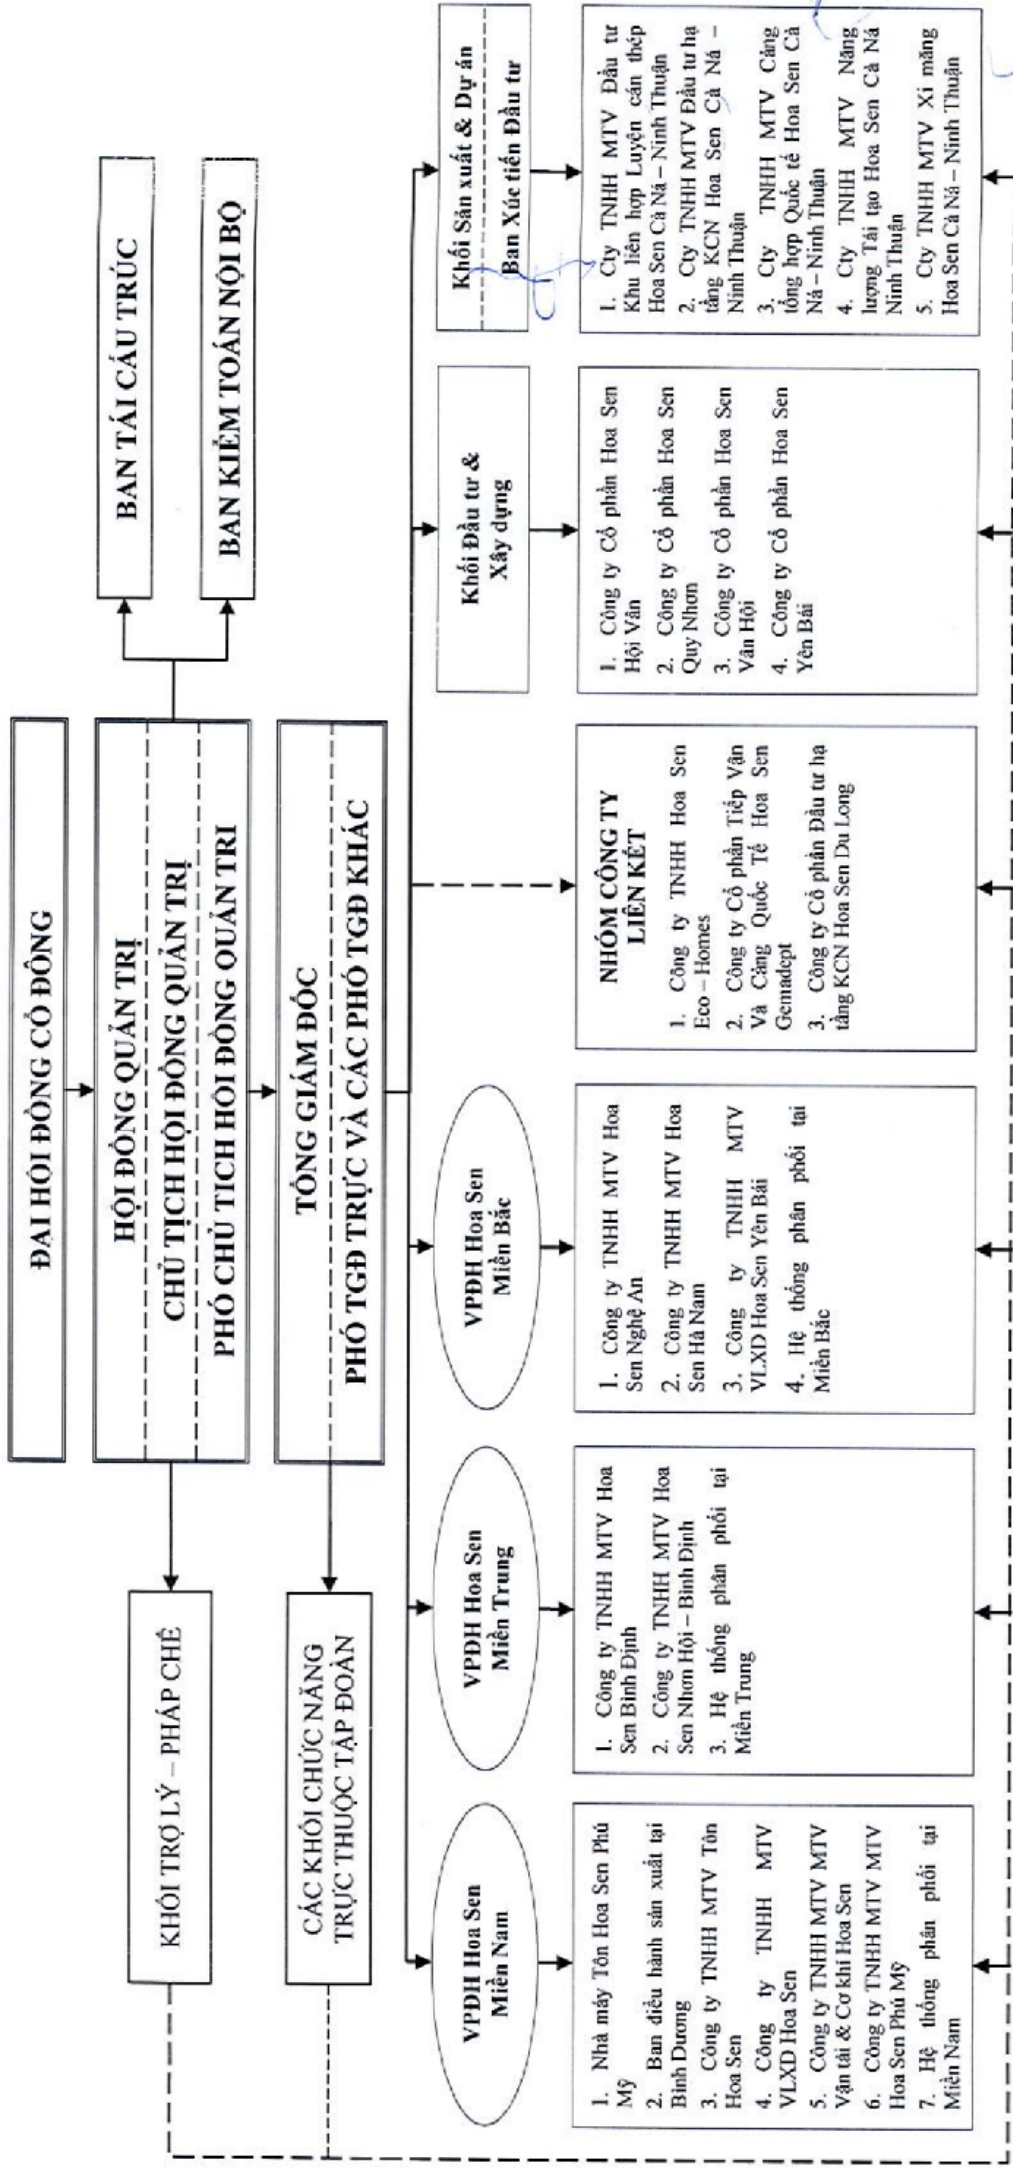 ĐẠI HỘI ĐỒNG CỔ ĐÔNG
HỘI ĐỒNG QUẢN TRỊ
CHỦ TỊCH HỘI ĐỒNG QUẢN TRỊ
PHÓ CHỦ TỊCH HỘI ĐỒNG QUẢN TRỊ
BAN TÁI CẤU TRÚC
BAN KIỂM TOÁN NỘI BỘ
KHỐI TRỢ LÝ – PHÁP CHẾ
TỔNG GIÁM ĐỐC
PHÓ TGĐ TRỰC VÀ CÁC PHÓ TGĐ KHÁC
CÁC KHỐI CHỨC NĂNG
TRỰC THUỘC TẬP ĐOÀN
VPĐH Hoa Sen
Miền Nam
1. Nhà máy Tôn Hoa Sen Phú
Mỹ
2. Ban điều hành sản xuất tại
Bình Dương
3. Công ty TNHH MTV Tôn
Hoa Sen
4. Công ty TNHH MTV
VLXD Hoa Sen
5. Công ty TNHH MTV MTV
Vận tải & Cơ khí Hoa Sen
6. Công ty TNHH MTV MTV
Hoa Sen Phú Mỹ
7. Hệ thống phân phối tại
Miền Nam
VPĐH Hoa Sen
Miền Trung
1. Công ty TNHH MTV Hoa
Sen Bình Định
2. Công ty TNHH MTV Hoa
Sen Nhơn Hội – Bình Định
3. Hệ thống phân phối tại
Miền Trung
VPĐH Hoa Sen
Miền Bắc
1. Công ty TNHH MTV Hoa
Sen Nghệ An
2. Công ty TNHH MTV Hoa
Sen Hà Nam
3. Công ty TNHH MTV
VLXD Hoa Sen Yên Bái
4. Hệ thống phân phối tại
Miền Bắc
NHÓM CÔNG TY
LIÊN KẾT
1. Công ty TNHH Hoa Sen
Eco – Homes
2. Công ty Cổ phần Tiếp Vận
Và Cảng Quốc Tế Hoa Sen
Gemadept
3. Công ty Cổ phần Đầu tư hạ
tầng KCN Hoa Sen Du Long
Khối Đầu tư &
Xây dựng
1. Công ty Cổ phần Hoa Sen
Hội Vân
2. Công ty Cổ phần Hoa Sen
Quy Nhơn
3. Công ty Cổ phần Hoa Sen
Vân Hội
4. Công ty Cổ phần Hoa Sen
Yên Bái
Khối Sản xuất & Dự án
Ban Xúc tiến Đầu tư
1. Cty TNHH MTV Đầu tư
Khu liên hợp Luyện cán thép
Hoa Sen Cà Ná – Ninh Thuận
2. Cty TNHH MTV Đầu tư hạ
tầng KCN Hoa Sen Cà Ná –
Ninh Thuận
3. Cty TNHH MTV Cảng
tổng hợp Quốc tế Hoa Sen Cà
Ná – Ninh Thuận
4. Cty TNHH MTV Năng
lượng Tái tạo Hoa Sen Cà Ná
Ninh Thuận
5. Cty TNHH MTV Xi măng
Hoa Sen Cà Ná – Ninh Thuận